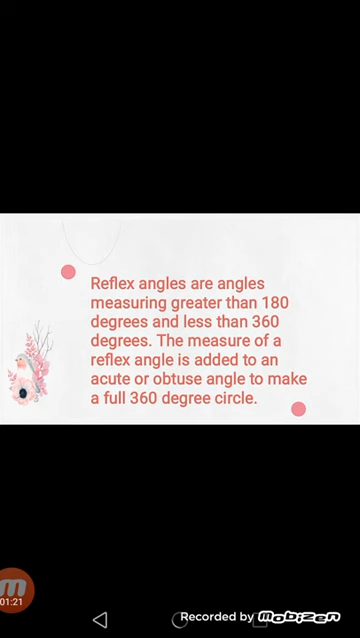 Reflex angles are angles
measuring greater than 180
degrees and less than 360
degrees. The measure of a
reflex angle is added to an
acute or obtuse angle to make
a full 360 degree circle.
01:21
Recorded by Mobizen